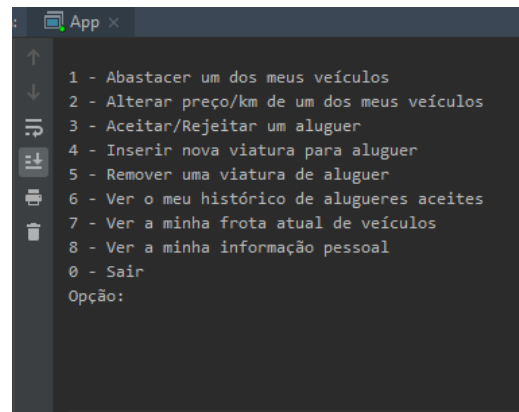 App
1 - Abastacer um dos meus veículos
2 - Alterar preço/km de um dos meus veículos
3 - Aceitar/Rejeitar um aluguer
4 - Inserir nova viatura para aluguer
5 - Remover uma viatura de aluguer
6 - Ver o meu histórico de alugueres aceites
7 - Ver a minha frota atual de veículos
8 - Ver a minha informação pessoal
0 - Sair
Opção: